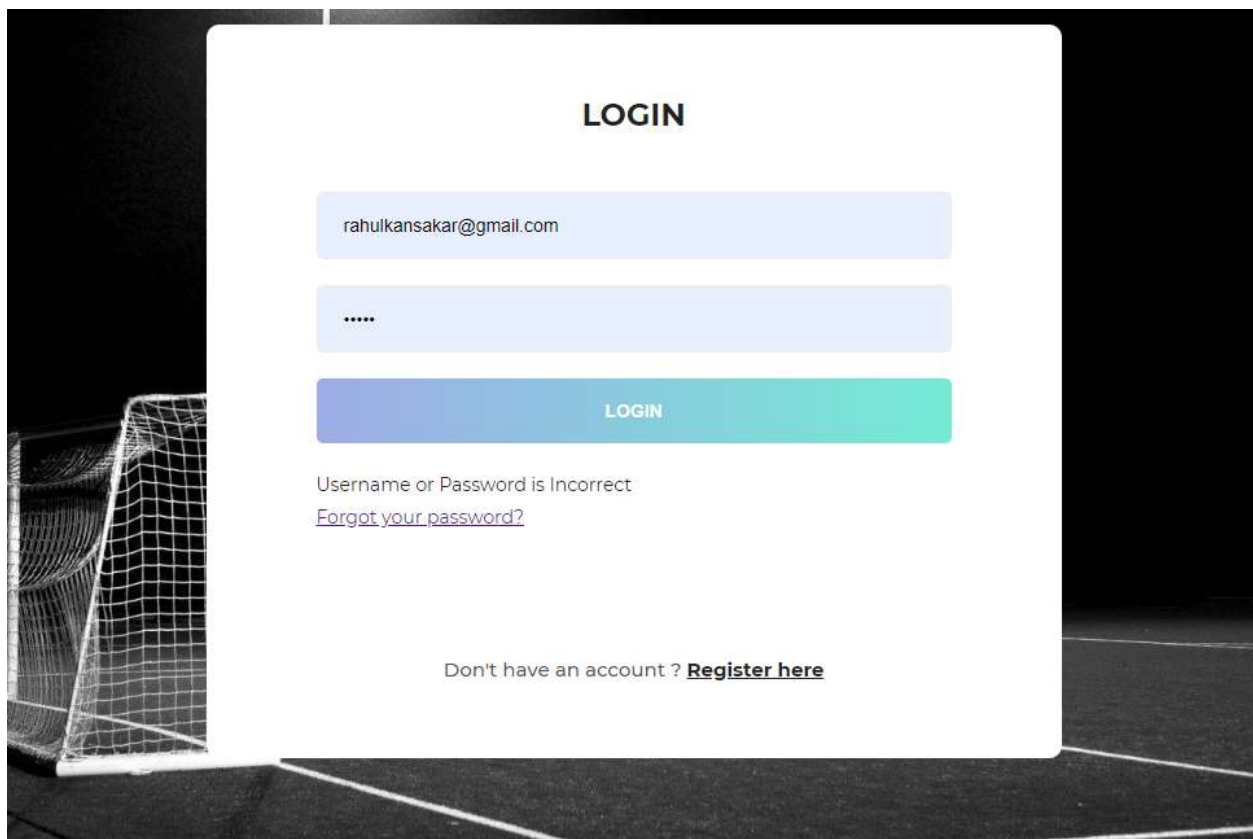 LOGIN
rahulkansakar@gmail.com
•••••
LOGIN
Username or Password is Incorrect
Forgot your password?
Don't have an account ? Register here